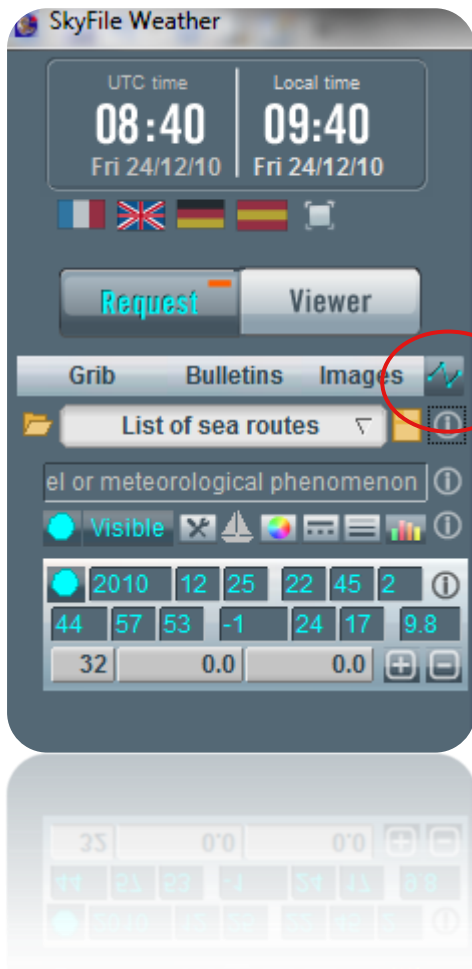 SkyFile Weather
UTC time Local time
08:40 09:40
Fri 24/12/10 Fri 24/12/10
Request Viewer
Grib Bulletins Images
List of sea routes
el or meteorological phenomenon
Visible
2010 12 25 22 45 2
44 57 53 -1 24 17 9.8
32 0.0 0.0